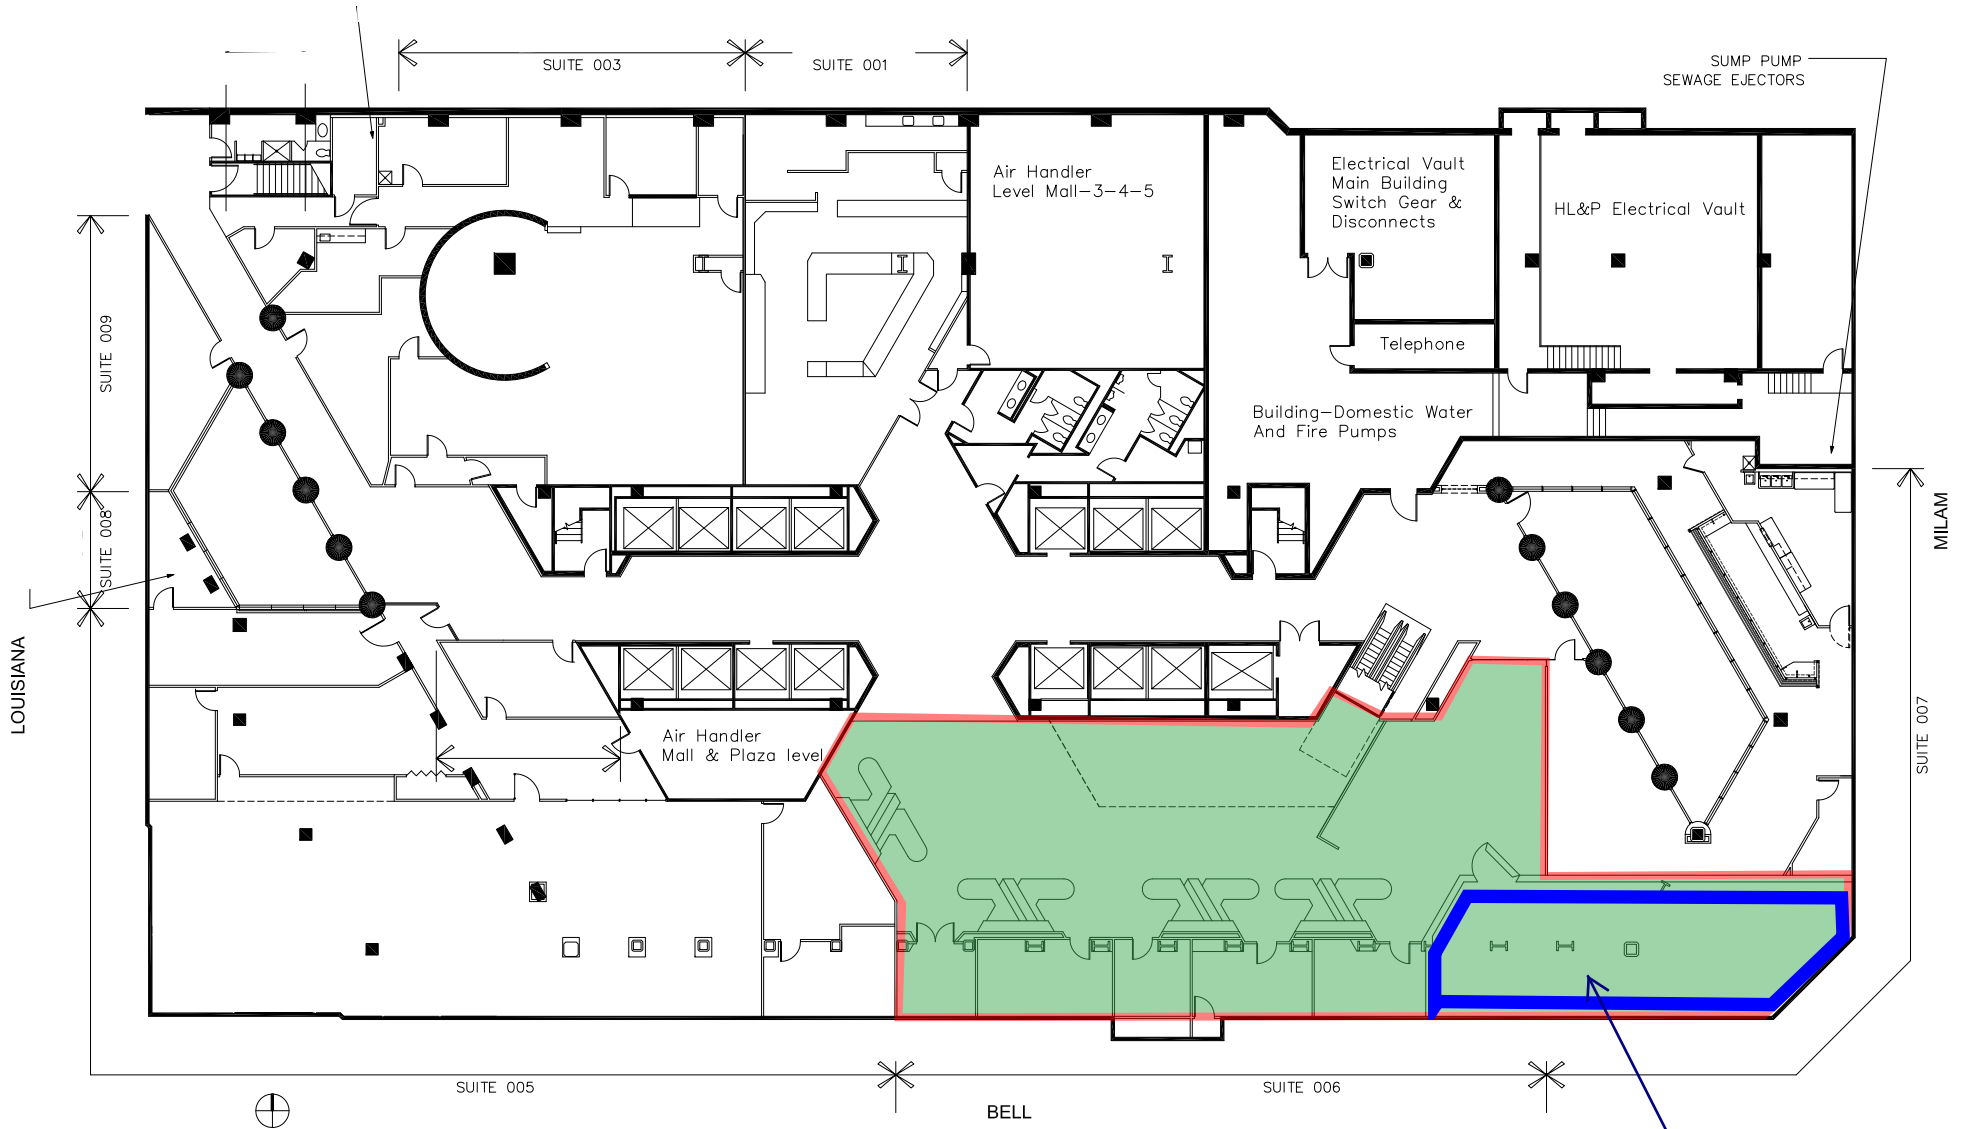 SUITE 003
SUITE 001
SUMP PUMP
SEWAGE EJECTORS
Air Handler
Level Mall-3-4-5
Electrical Vault
Main Building
Switch Gear &
Disconnects
HL&P Electrical Vault
Telephone
Building-Domestic Water
And Fire Pumps
SUITE 009
SUITE 008
LOUISIANA
MILAM
SUITE 007
Air Handler
Mall & Plaza level
SUITE 005
SUITE 006
BELL